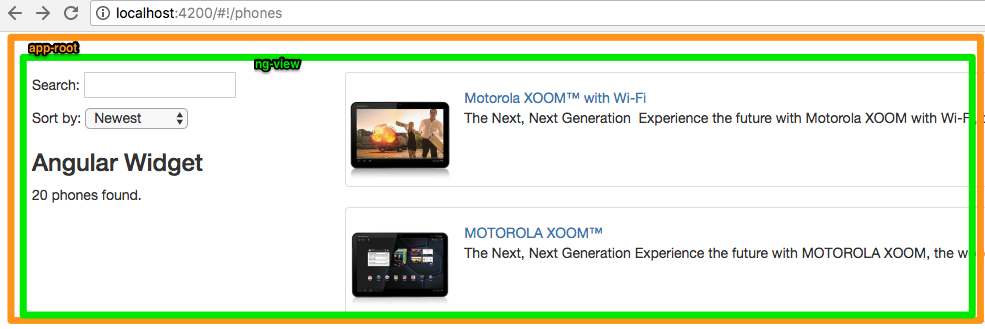 localhost:4200/#!/phones
app-root
ng-view
Search:
Sort by: Newest
Angular Widget
20 phones found.
Motorola XOOM™ with Wi-Fi
The Next, Next Generation Experience the future with Motorola XOOM with Wi-Fi,
MOTOROLA XOOM™
The Next, Next Generation Experience the future with MOTOROLA XOOM, the